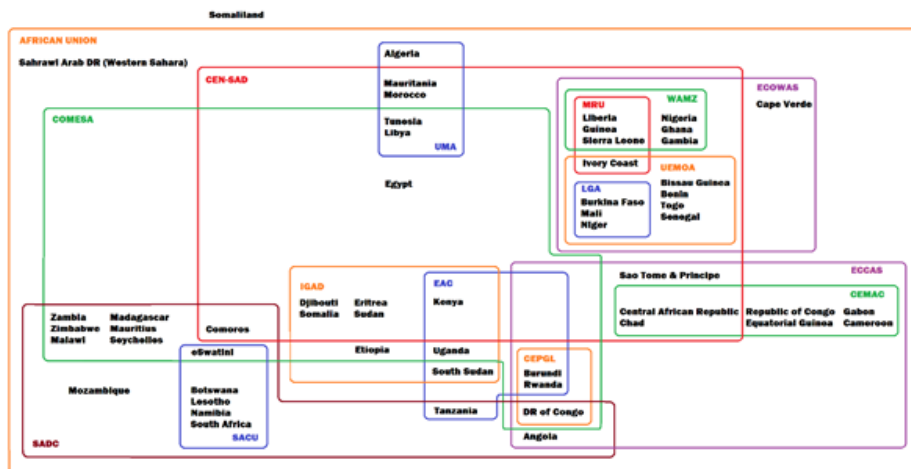 Somaliland
AFRICAN UNION
Sahrawi Arab DR (Western Sahara)
CEN-SAD
Algeria
Mauritania
Morocco
Tunesia
Libya
UMA
COMESA
Egypt
ECOWAS
Cape Verde
WAMZ
MRU
Liberia
Guinea
Sierra Leone
Nigeria
Ghana
Gambia
Ivory Coast
UEMOA
LGA
Burkina Faso
Mali
Niger
Bissau Guinea
Benin
Togo
Senegal
ECCAS
Sao Tome & Principe
CEMAC
Central African Republic
Chad
Republic of Congo
Equatorial Guinea
Gabon
Cameroon
IGAD
Djibouti
Somalia
Eritrea
Sudan
Etiopia
EAC
Kenya
Uganda
South Sudan
Tanzania
CEPGL
Burundi
Rwanda
DR of Congo
Angola
Zambia
Zimbabwe
Malawi
Madagascar
Mauritius
Seychelles
Comoros
eSwatini
Mozambique
Botswana
Lesotho
Namibia
South Africa
SACU
SADC